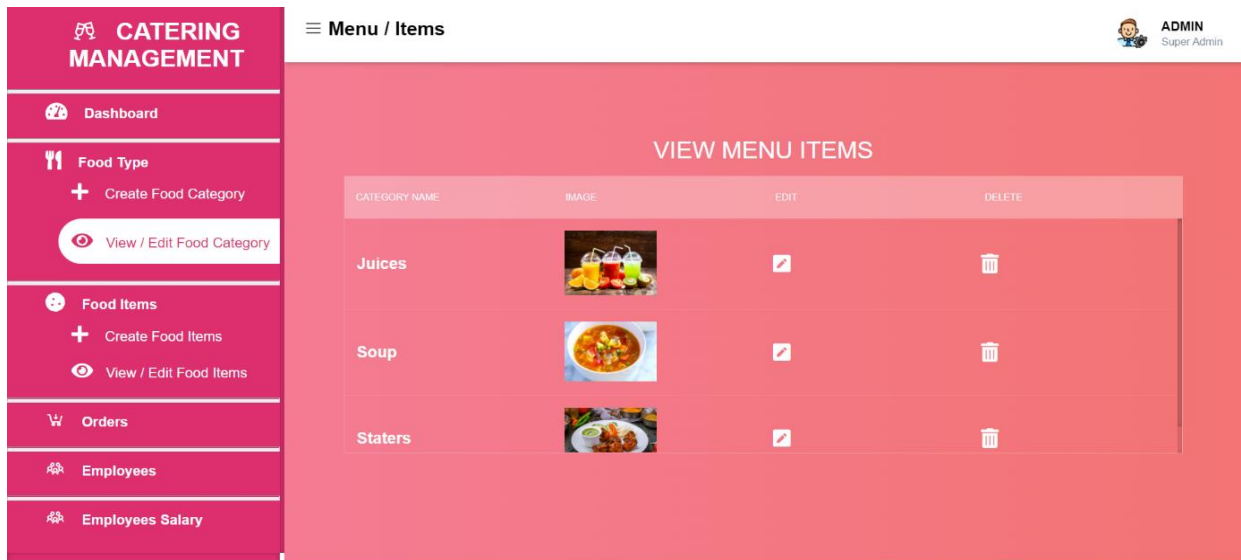 CATERING
MANAGEMENT
Menu / Items
ADMIN
Super Admin
Dashboard
Food Type
Create Food Category
View / Edit Food Category
Food Items
Create Food Items
View / Edit Food Items
Orders
Employees
Employees Salary
VIEW MENU ITEMS
CATEGORY NAME IMAGE EDIT DELETE
Juices
Soup
Staters